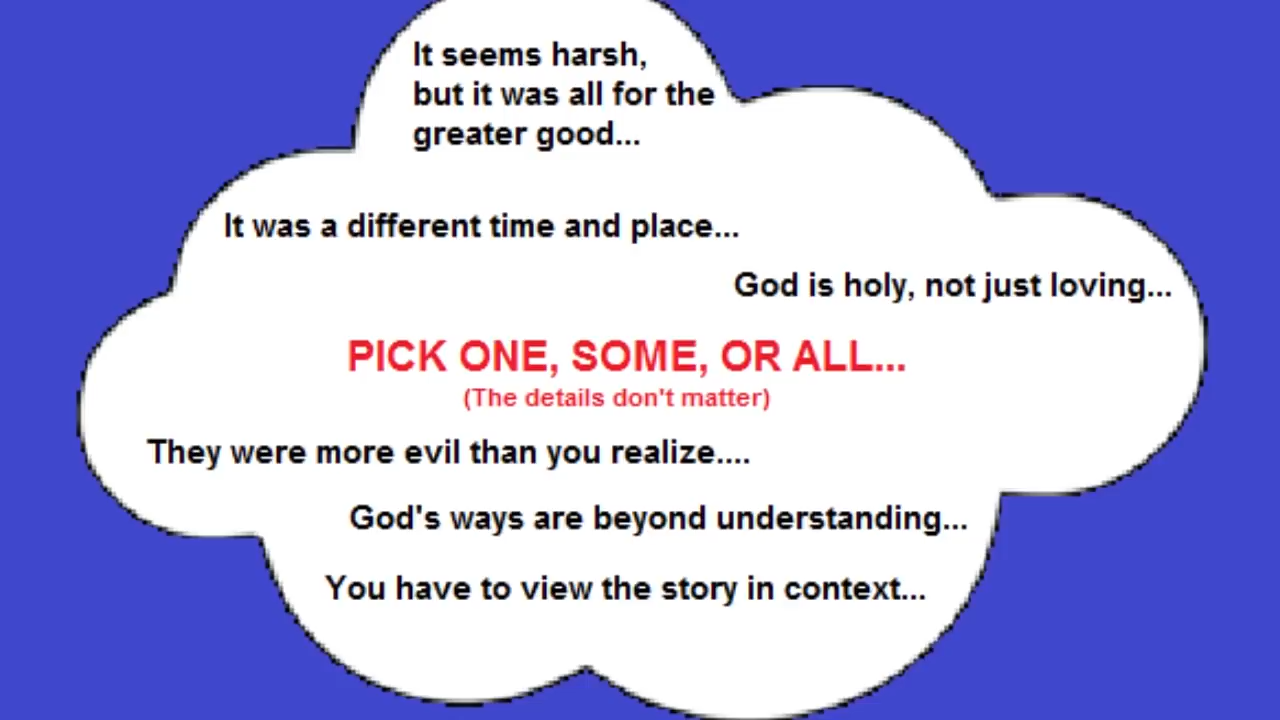 It seems harsh,
but it was all for the
greater good...
It was a different time and place...
God is holy, not just loving...
PICK ONE, SOME, OR ALL...
(The details don't matter)
They were more evil than you realize....
God's ways are beyond understanding...
You have to view the story in context...